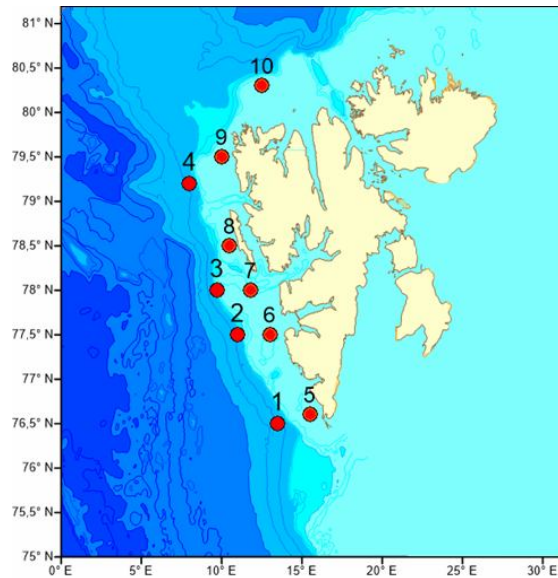 81° N
80,5° N
10
80° N
9
79,5° N
4
79° N
8
78,5° N
3
7
78° N
2
6
77,5° N
77° N
1
5
76,5° N
76° N
75,5° N
75° N
0° E
5° E
10° E
15° E
20° E
25° E
30° E